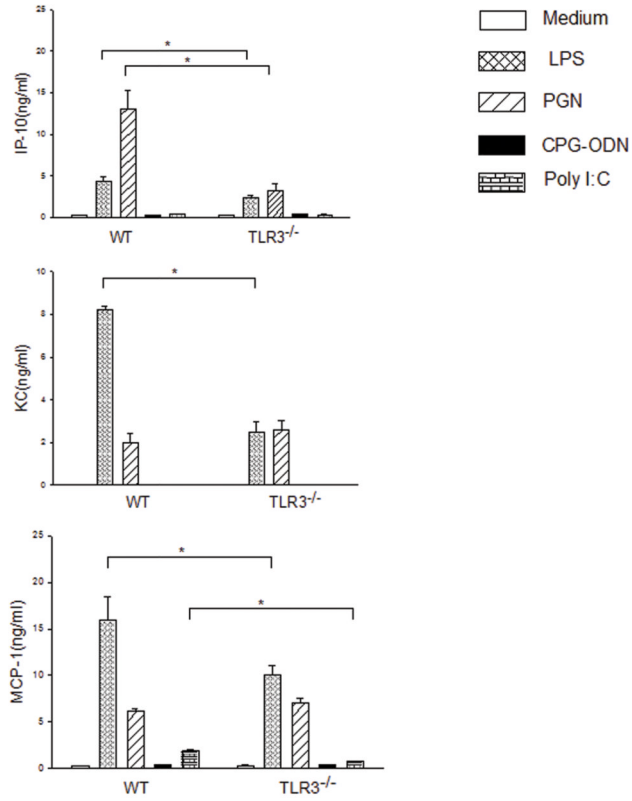 Medium
LPS
PGN
CPG-ODN
Poly I:C
IP-10(ng/ml)
20
15
10
5
0
*
*
WT
TLR3-/-
KC(ng/ml)
10
8
6
4
2
0
*
WT
TLR3-/-
MCP-1(ng/ml)
25
20
15
10
5
0
*
*
WT
TLR3-/-